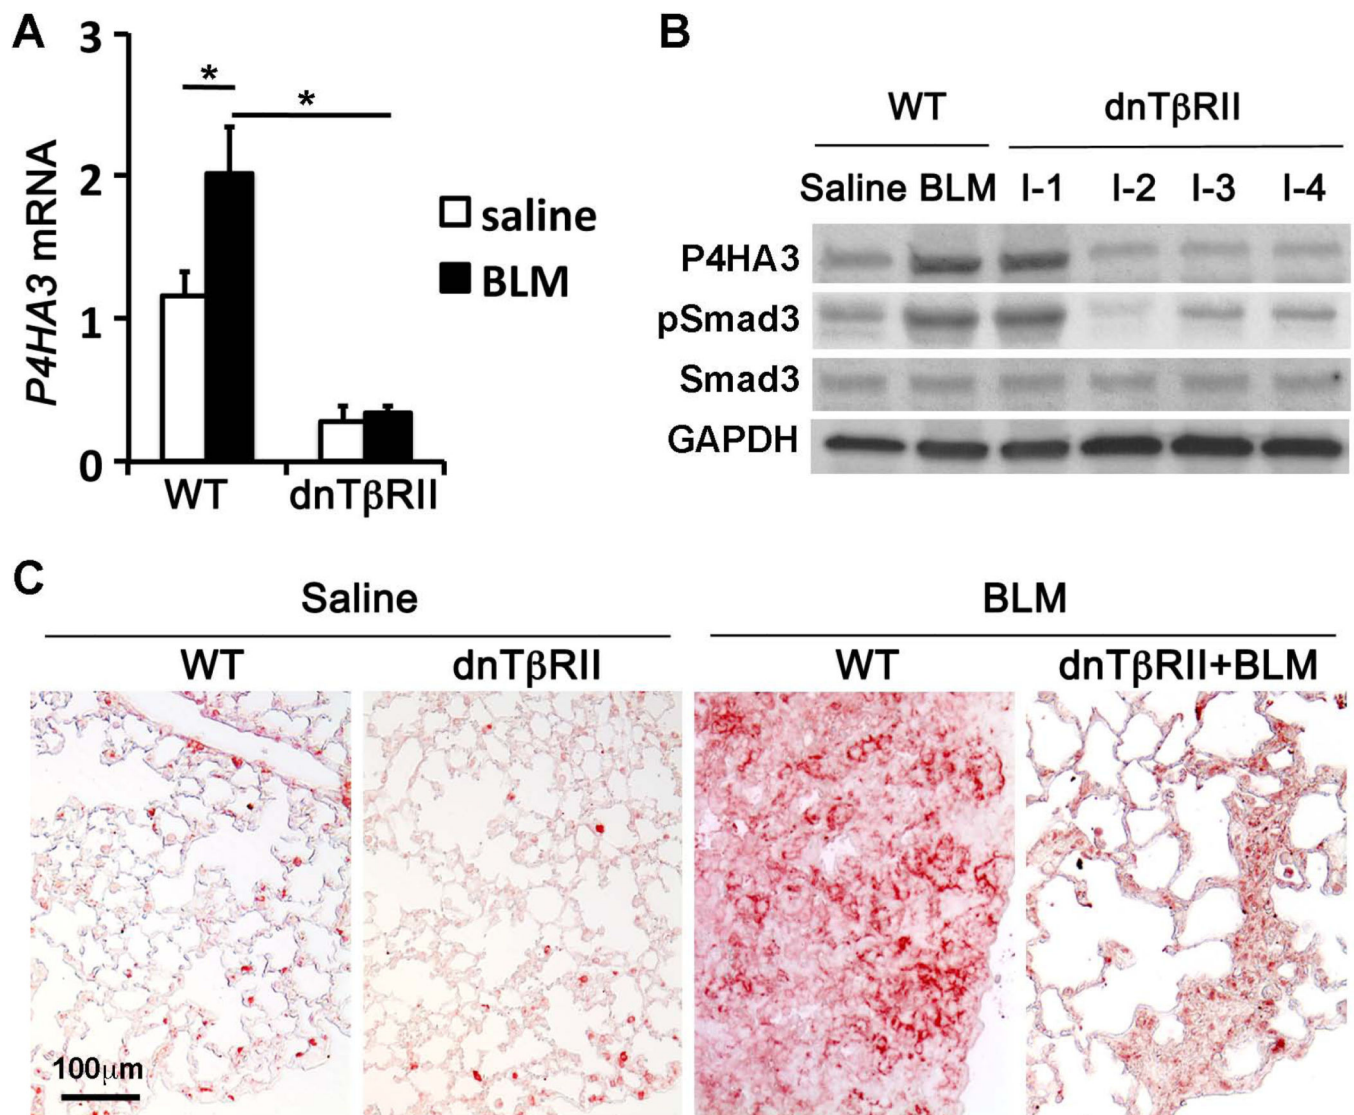 A
3
2
1
0
P4HA3 mRNA
*
*
saline
BLM
WT
dnTβRII
B
WT dnTβRII
Saline BLM I-1 I-2 I-3 I-4
P4HA3
pSmad3
Smad3
GAPDH
C
Saline BLM
WT dnTβRII WT dnTβRII+BLM
100μm